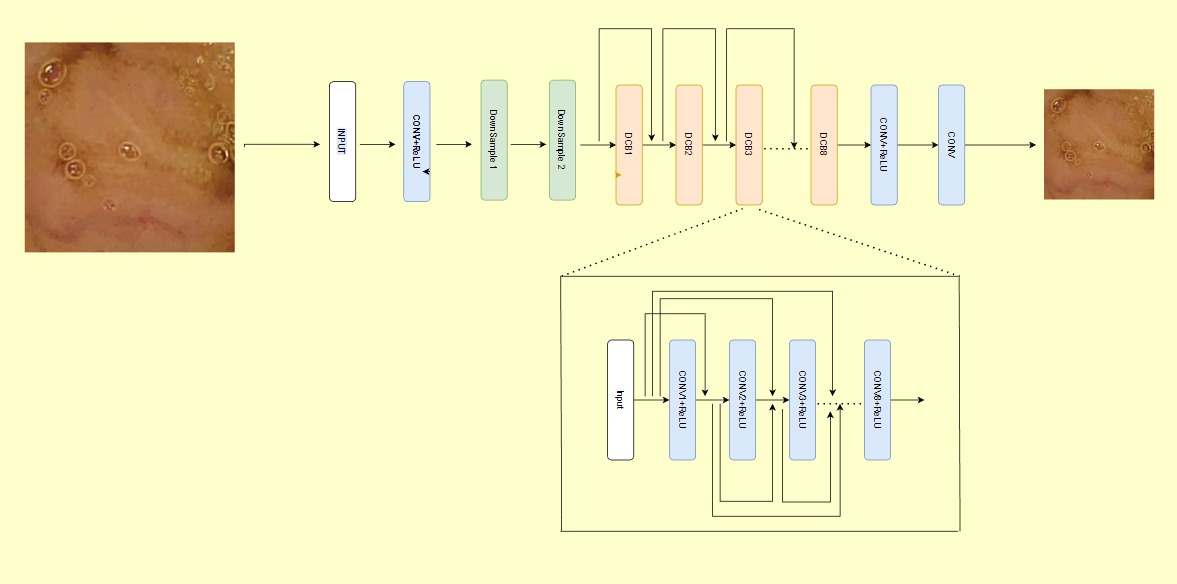 INPUT
CONV+ReLU
DownSample 1
DownSample 2
DCB1
DCB2
DCB3
DCB8
CONV+ReLU
CONV
Input
CONV1+ReLU
CONV2+ReLU
CONV3+ReLU
CONV8+ReLU